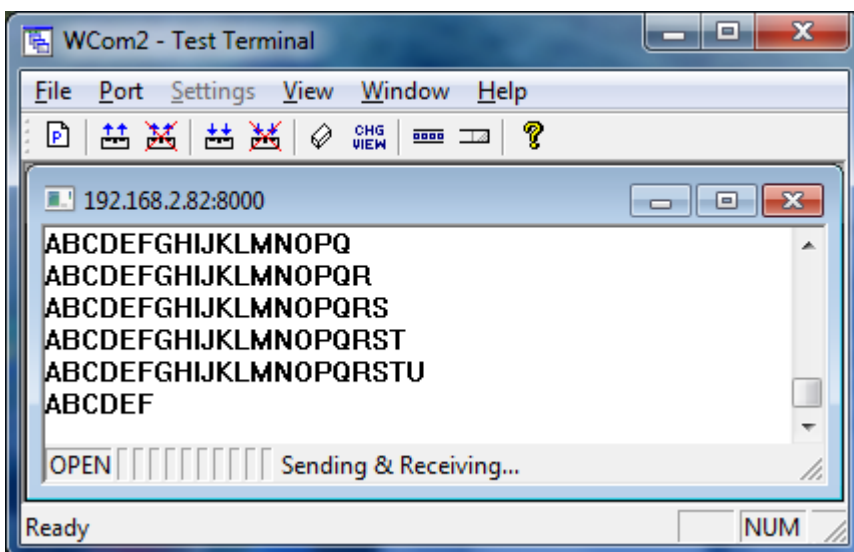 WCom2 - Test Terminal
File Port Settings View Window Help
P CHG VIEW ?
192.168.2.82:8000
ABCDEFGHIJKLMNOPQ
ABCDEFGHIJKLMNOPQR
ABCDEFGHIJKLMNOPQRS
ABCDEFGHIJKLMNOPQRST
ABCDEFGHIJKLMNOPQRSTU
ABCDEF
OPEN Sending & Receiving...
Ready NUM